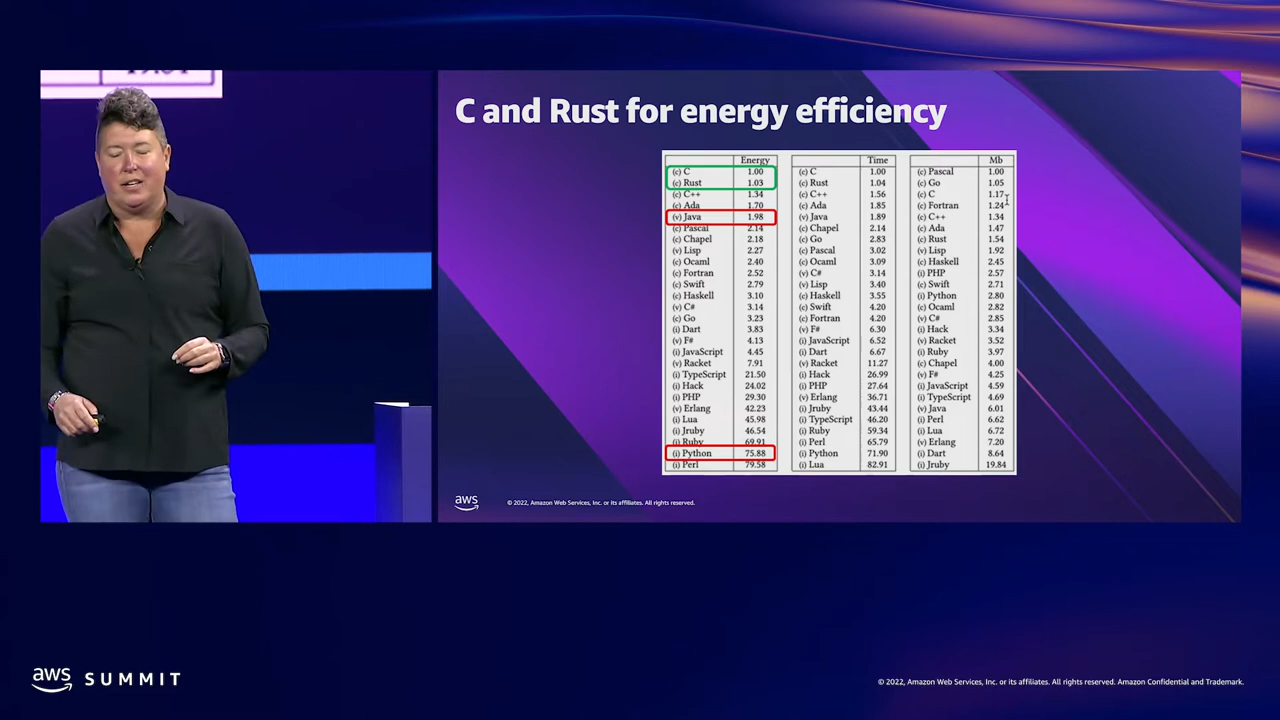 C and Rust for energy efficiency
Energy
(c) C 1.00
(c) Rust 1.03
(c) C++ 1.34
(c) Ada 1.70
(v) Java 1.98
(c) Pascal 2.14
(c) Chapel 2.18
(v) Lisp 2.27
(c) Ocaml 2.40
(c) Fortran 2.52
(c) Swift 2.79
(c) Haskell 3.10
(v) C# 3.14
(c) Go 3.23
(i) Dart 3.83
(v) F# 4.13
(i) JavaScript 4.45
(v) Racket 7.91
(i) TypeScript 21.50
(i) Hack 24.02
(i) PHP 29.30
(v) Erlang 42.23
(i) Lua 45.98
(i) Jruby 46.54
(i) Ruby 69.91
(i) Python 75.88
(i) Perl 79.58
Time
(c) C 1.00
(c) Rust 1.04
(c) C++ 1.56
(c) Ada 1.85
(v) Java 1.89
(c) Chapel 2.14
(c) Go 2.83
(c) Pascal 3.02
(c) Ocaml 3.09
(v) C# 3.14
(v) Lisp 3.40
(c) Haskell 3.55
(c) Swift 4.20
(c) Fortran 4.20
(v) F# 6.30
(i) JavaScript 6.52
(i) Dart 6.67
(v) Racket 11.27
(i) Hack 26.99
(i) PHP 27.64
(v) Erlang 36.71
(i) Jruby 43.44
(i) TypeScript 46.20
(i) Ruby 59.34
(i) Perl 65.79
(i) Python 71.90
(i) Lua 82.91
Mb
(c) Pascal 1.00
(c) Go 1.05
(c) C 1.17
(c) Fortran 1.24
(c) C++ 1.34
(c) Ada 1.47
(c) Rust 1.54
(v) Lisp 1.92
(c) Haskell 2.45
(i) PHP 2.57
(c) Swift 2.71
(i) Python 2.80
(c) Ocaml 2.82
(v) C# 2.85
(i) Hack 3.34
(v) Racket 3.52
(i) Ruby 3.97
(c) Chapel 4.00
(v) F# 4.25
(i) JavaScript 4.59
(i) TypeScript 4.69
(v) Java 6.01
(i) Perl 6.62
(i) Lua 6.72
(v) Erlang 7.20
(i) Dart 8.64
(i) Jruby 19.84
aws
© 2022, Amazon Web Services, Inc. or its affiliates. All rights reserved.
aws SUMMIT
© 2022, Amazon Web Services, Inc. or its affiliates. All rights reserved. Amazon Confidential and Trademark.